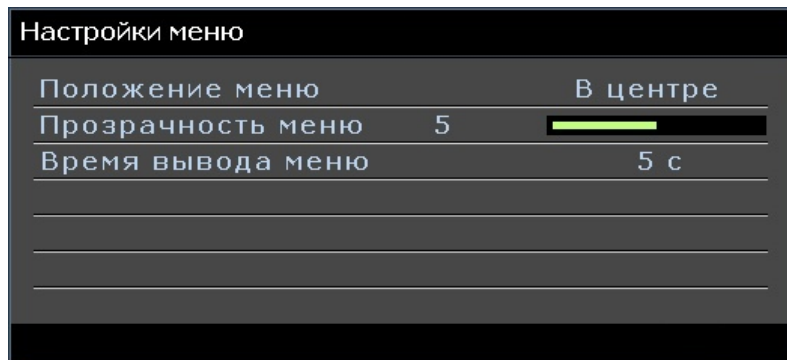 Настройки меню
Положение меню В центре
Прозрачность меню 5
Время вывода меню 5 с